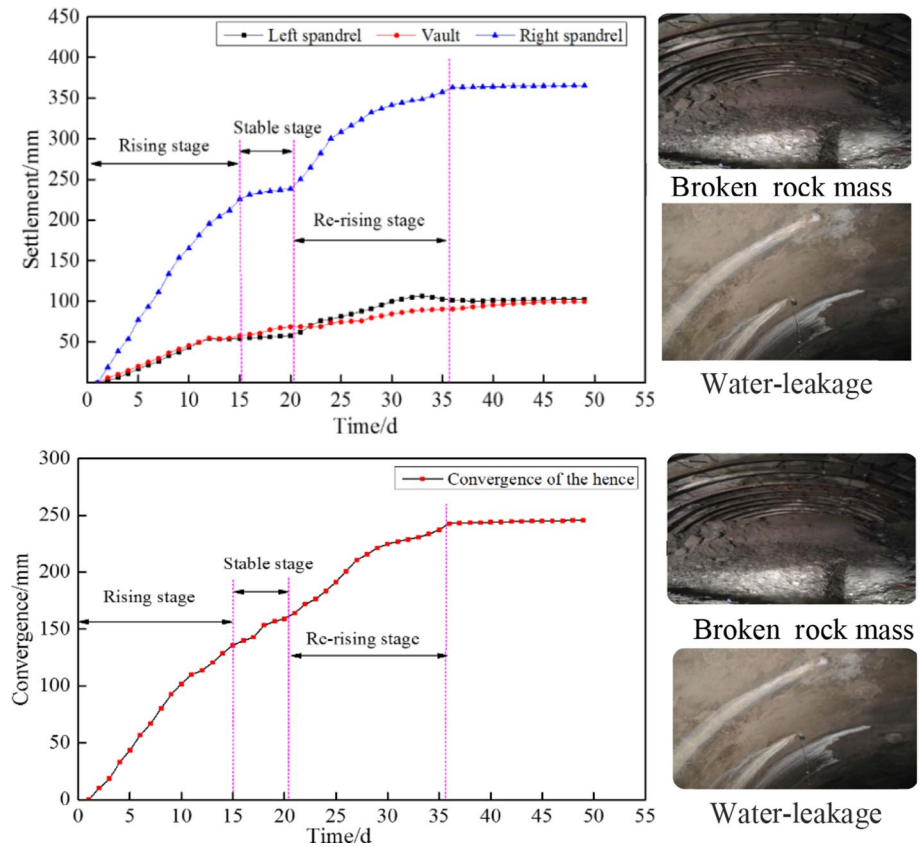 450
400
350
300
250
200
150
100
50
Settlement/mm
Left spandrel
Vault
Right spandrel
Rising stage
Stable stage
Re-rising stage
0 5 10 15 20 25 30 35 40 45 50 55
Time/d
Broken rock mass
Water-leakage
300
250
200
150
100
50
0
Convergence/mm
Convergence of the hence
Rising stage
Stable stage
Re-rising stage
0 5 10 15 20 25 30 35 40 45 50 55
Time/d
Broken rock mass
Water-leakage